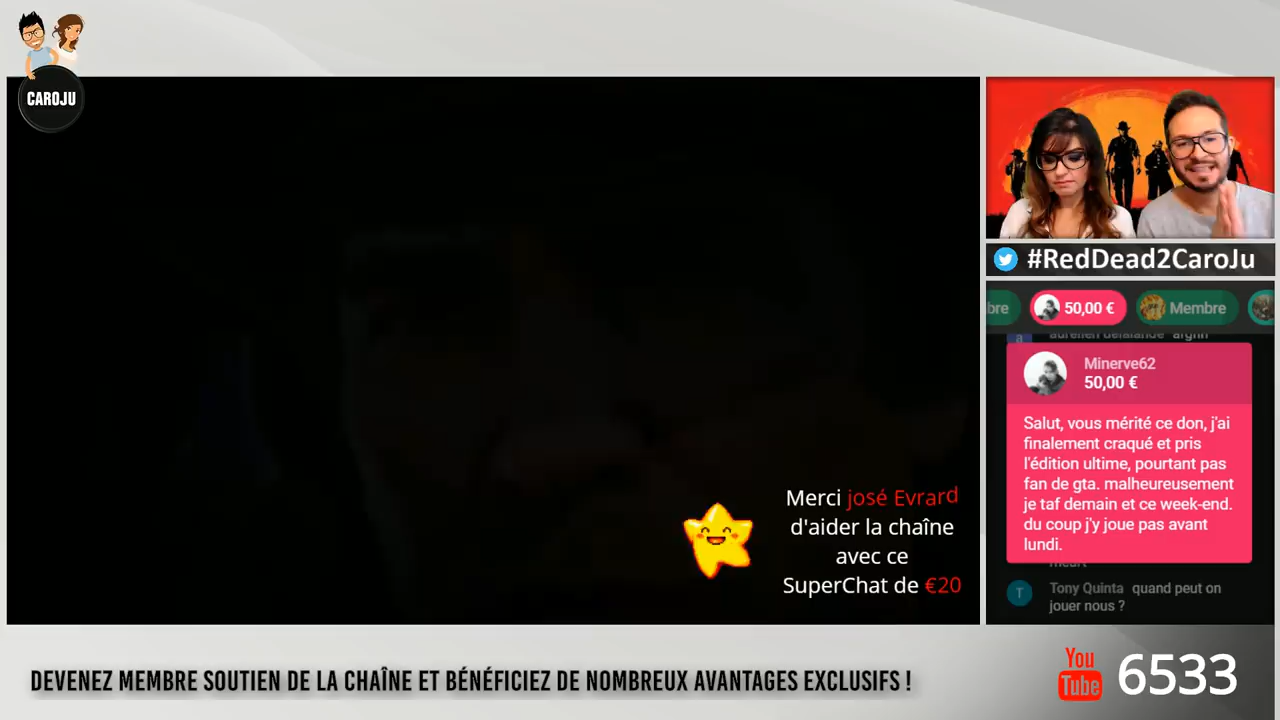 CAROJU
#RedDead2CaroJu
bre
50,00 €
Membre
Minerve62
50,00 €
Salut, vous mérité ce don, j'ai
finalement craqué et pris
l'édition ultime, pourtant pas
fan de gta. malheureusement
je taf demain et ce week-end.
du coup j'y joue pas avant
lundi.
Tony Quinta quand peut on
jouer nous ?
Merci josé Evrard
d'aider la chaîne
avec ce
SuperChat de €20
DEVENEZ MEMBRE SOUTIEN DE LA CHAÎNE ET BÉNÉFICIEZ DE NOMBREUX AVANTAGES EXCLUSIFS !
You
Tube
6533